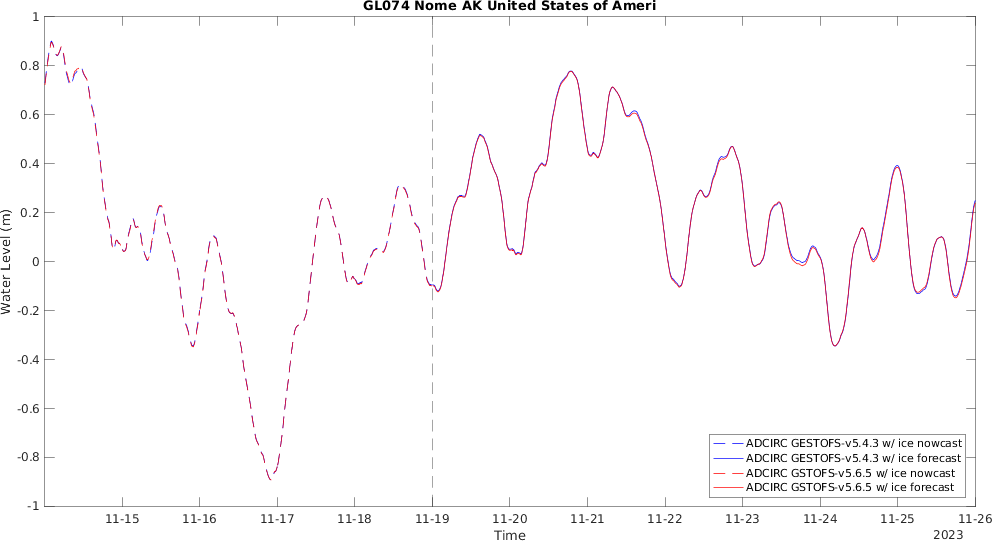 GL074 Nome AK United States of Ameri
1
0.8
0.6
0.4
0.2
0
-0.2
-0.4
-0.6
-0.8
-1
Water Level (m)
ADCIRC GESTOFS-v5.4.3 w/ ice nowcast
ADCIRC GESTOFS-v5.4.3 w/ ice forecast
ADCIRC GSTOFS-v5.6.5 w/ ice nowcast
ADCIRC GSTOFS-v5.6.5 w/ ice forecast
11-15 11-16 11-17 11-18 11-19 11-20 11-21 11-22 11-23 11-24 11-25 11-26
Time
2023